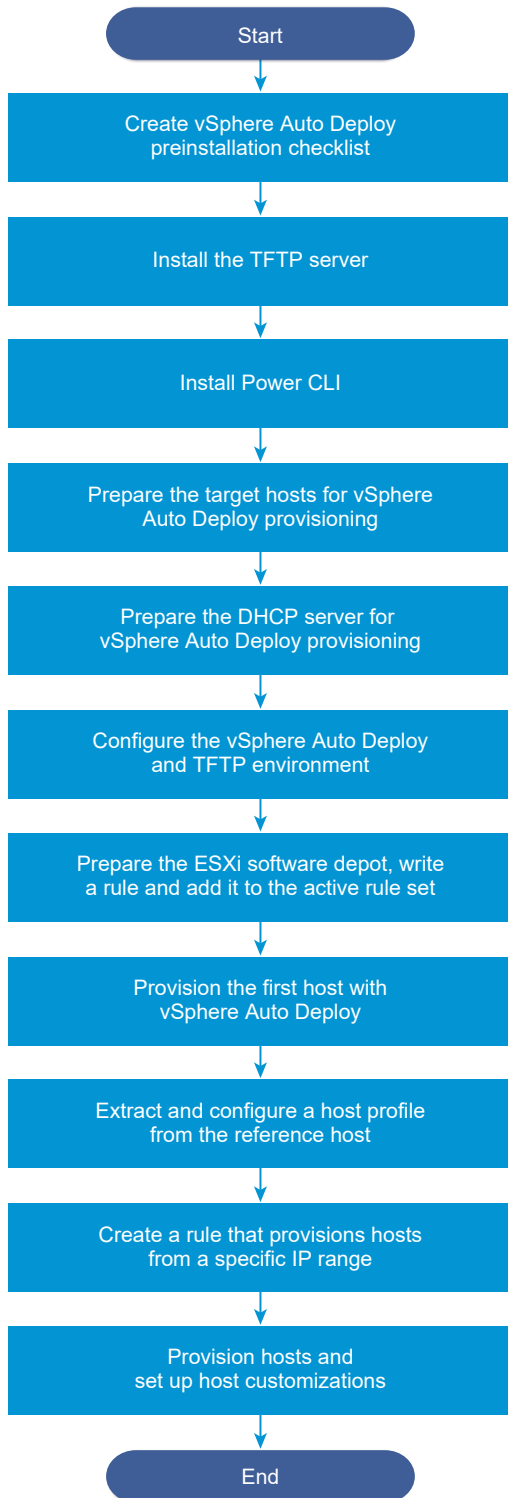 Start
Create vSphere Auto Deploy
preinstallation checklist
Install the TFTP server
Install Power CLI
Prepare the target hosts for vSphere
Auto Deploy provisioning
Prepare the DHCP server for
vSphere Auto Deploy provisioning
Configure the vSphere Auto Deploy
and TFTP environment
Prepare the ESXi software depot, write
a rule and add it to the active rule set
Provision the first host with
vSphere Auto Deploy
Extract and configure a host profile
from the reference host
Create a rule that provisions hosts
from a specific IP range
Provision hosts and
set up host customizations
End